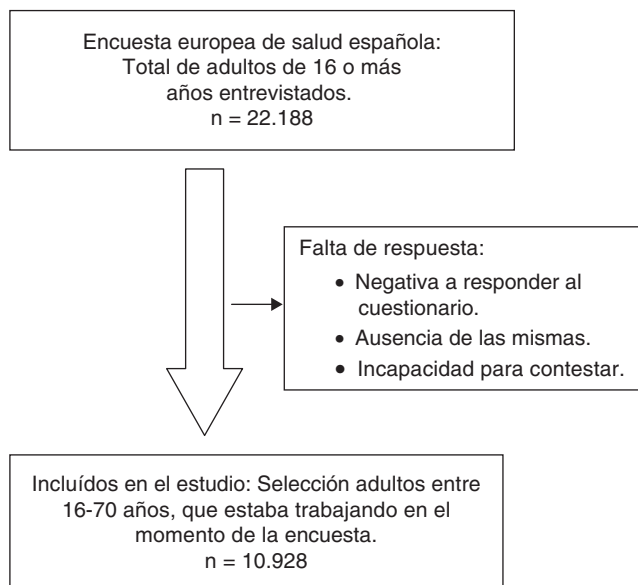 Encuesta europea de salud española:
Total de adultos de 16 o más
años entrevistados.
n = 22.188
Falta de respuesta:
• Negativa a responder al
cuestionario.
• Ausencia de las mismas.
• Incapacidad para contestar.
Incluídos en el estudio: Selección adultos entre
16-70 años, que estaba trabajando en el
momento de la encuesta.
n = 10.928